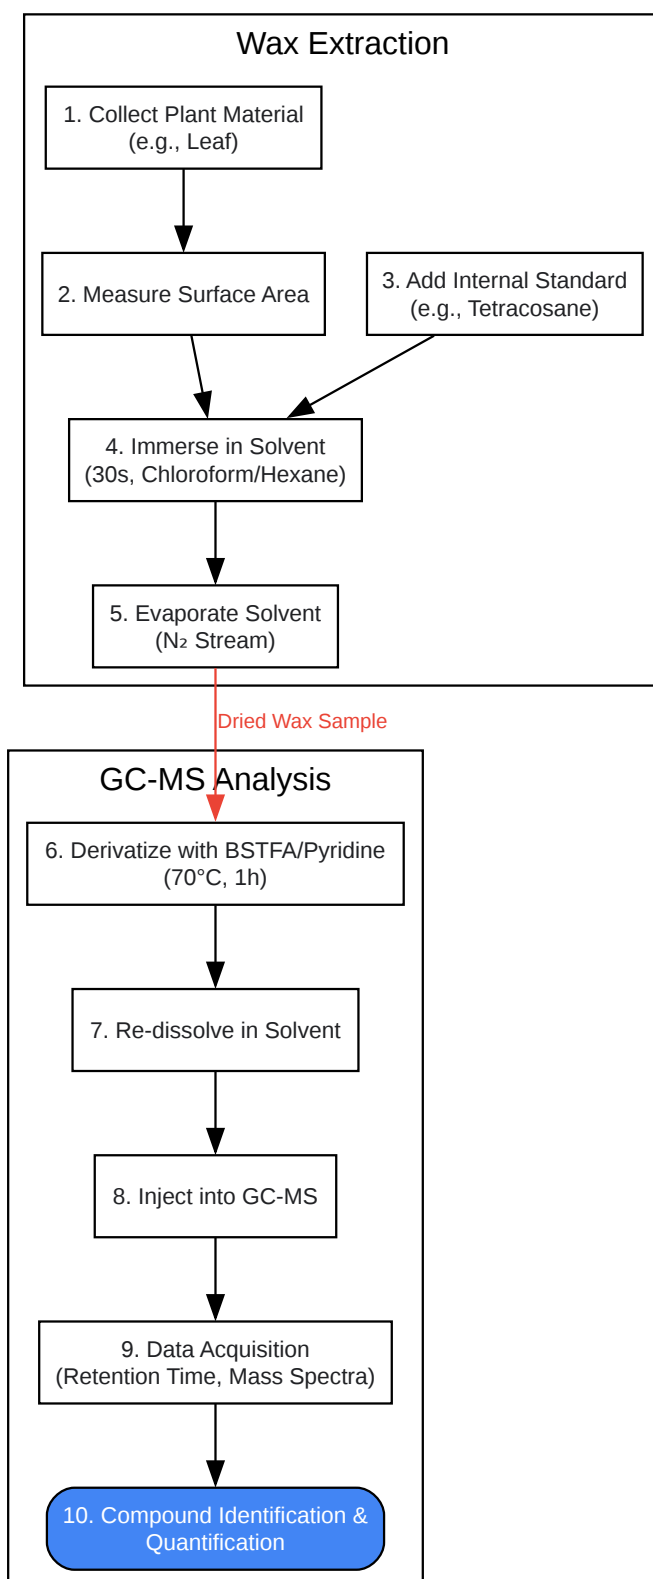 Wax Extraction
1. Collect Plant Material
(e.g., Leaf)
2. Measure Surface Area
3. Add Internal Standard
(e.g., Tetracosane)
4. Immerse in Solvent
(30s, Chloroform/Hexane)
5. Evaporate Solvent
(N₂ Stream)
Dried Wax Sample
GC-MS Analysis
6. Derivatize with BSTFA/Pyridine
(70°C, 1h)
7. Re-dissolve in Solvent
8. Inject into GC-MS
9. Data Acquisition
(Retention Time, Mass Spectra)
10. Compound Identification &
Quantification